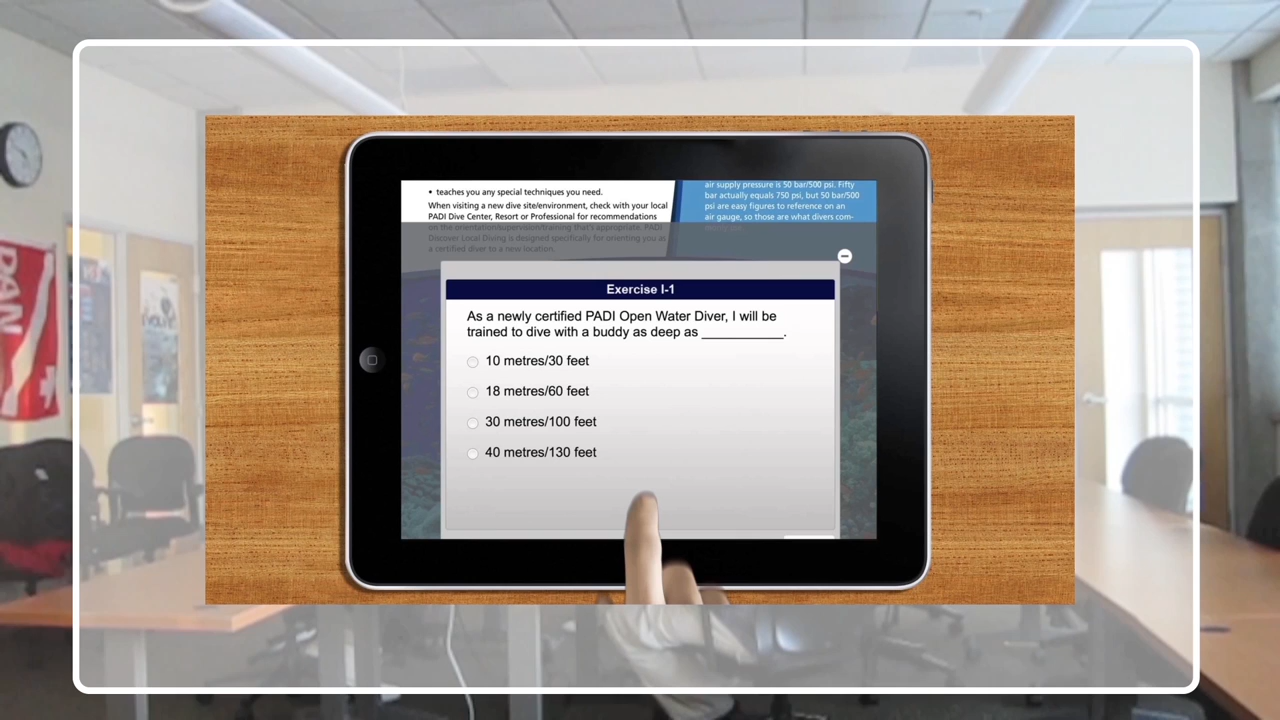 DAN
• teaches you any special techniques you need.
When visiting a new dive site/environment, check with your local
PADI Dive Center, Resort or Professional for recommendations
on the orientation/supervision/training that's appropriate. PADI
Discover Local Diving is designed specifically for orienting you as
a certified diver to a new location.
air supply pressure is 50 bar/500 psi. Fifty
bar actually equals 750 psi, but 50 bar/500
psi are easy figures to reference on an
air gauge, so those are what divers com-
Exercise I-1
As a newly certified PADI Open Water Diver, I will be
trained to dive with a buddy as deep as ____________.
10 metres/30 feet
18 metres/60 feet
30 metres/100 feet
40 metres/130 feet